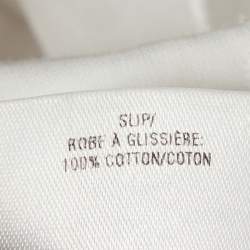 SLIP/
ROBE À GLISSIÈRE:
100% COTTON/COTON